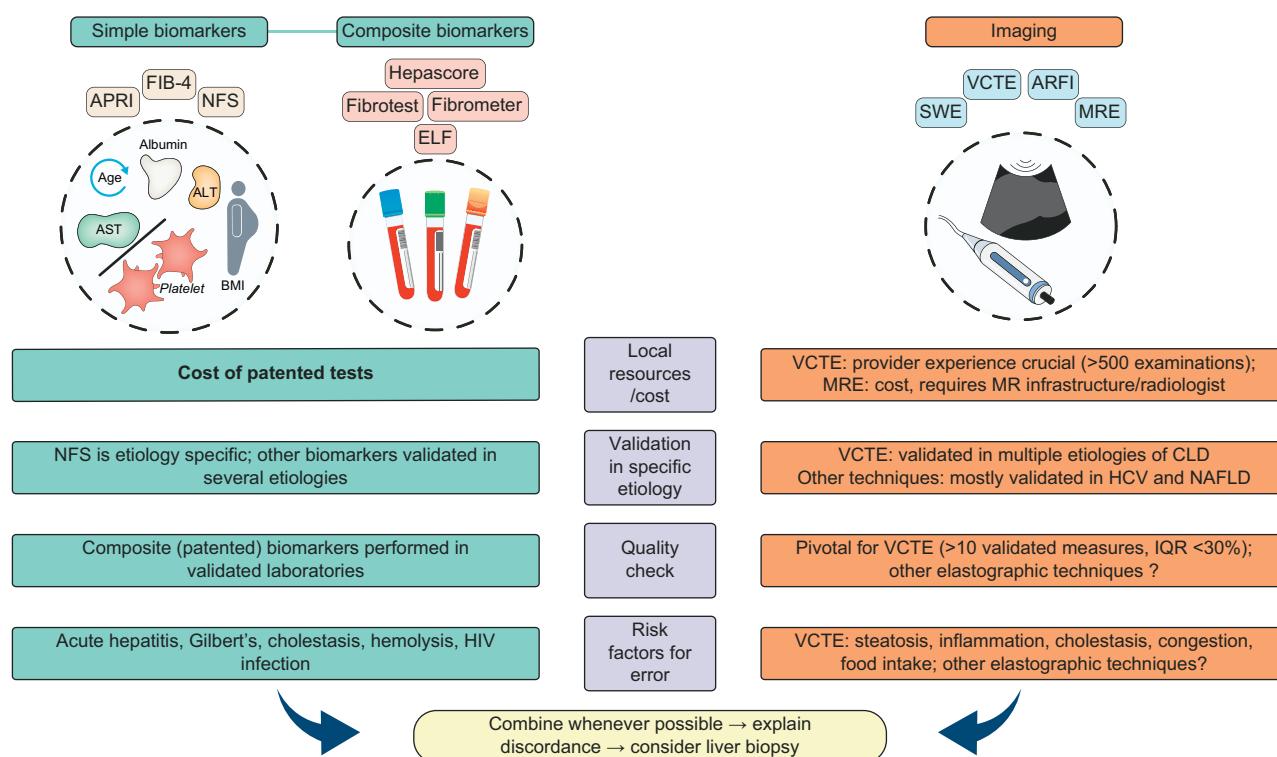 Simple biomarkers
Composite biomarkers
Imaging
APRI
FIB-4
NFS
Hepascore
Fibrotest
Fibrometer
ELF
SWE
VCTE
ARFI
MRE
Age
Albumin
ALT
AST
Platelet
BMI
Cost of patented tests
Local
resources
/cost
VCTE: provider experience crucial (>500 examinations);
MRE: cost, requires MR infrastructure/radiologist
NFS is etiology specific; other biomarkers validated in
several etiologies
Validation
in specific
etiology
VCTE: validated in multiple etiologies of CLD
Other techniques: mostly validated in HCV and NAFLD
Composite (patented) biomarkers performed in
validated laboratories
Quality
check
Pivotal for VCTE (>10 validated measures, IQR <30%);
other elastographic techniques ?
Acute hepatitis, Gilbert's, cholestasis, hemolysis, HIV
infection
Risk
factors for
error
VCTE: steatosis, inflammation, cholestasis, congestion,
food intake; other elastographic techniques?
Combine whenever possible → explain
discordance → consider liver biopsy